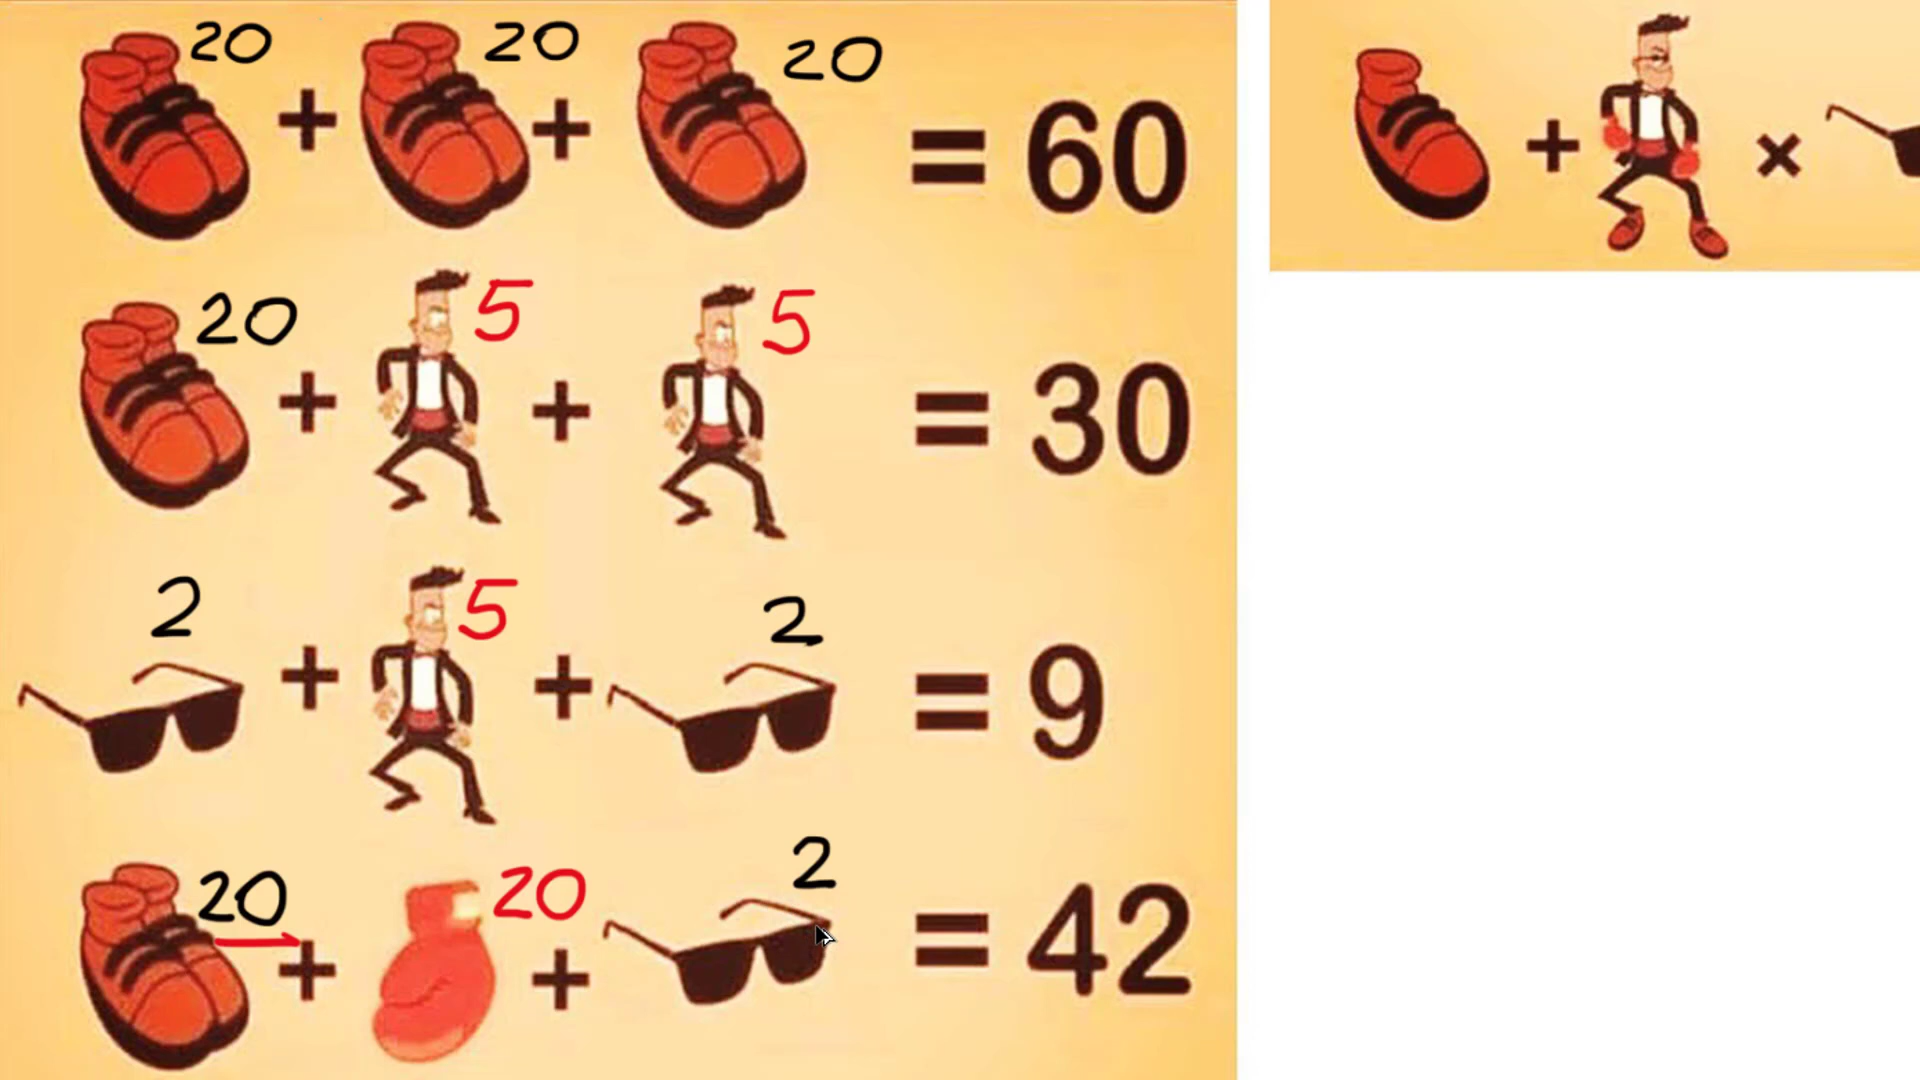 20 + 20 + 20 = 60
20 + 5 + 5 = 30
2 + 5 + 2 = 9
20 + 20 + 2 = 42
+ ×